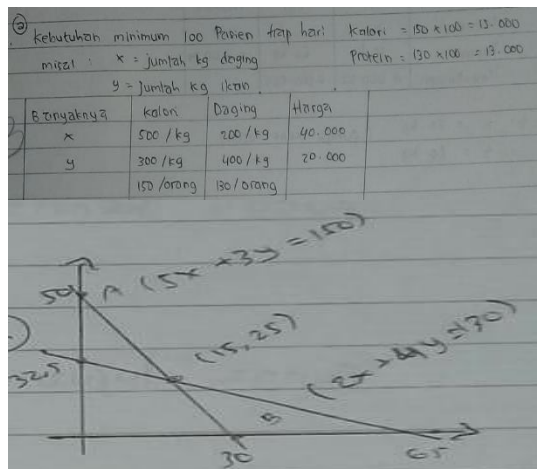 ② Kebutuhan minimum 100 Pasien tiap hari Kalori = 150 x 100 = 15.000
misal : x = jumlah kg daging Protein = 130 x 100 = 13.000
y = jumlah kg ikan
Banyaknya Kalori Daging Harga
x 500/kg 200/kg 40.000
y 300/kg 400/kg 20.000
150/orang 130/orang
50 A (5x + 3y = 150)
(15, 25)
32,5 (2x + 4y = 130)
B
30 65